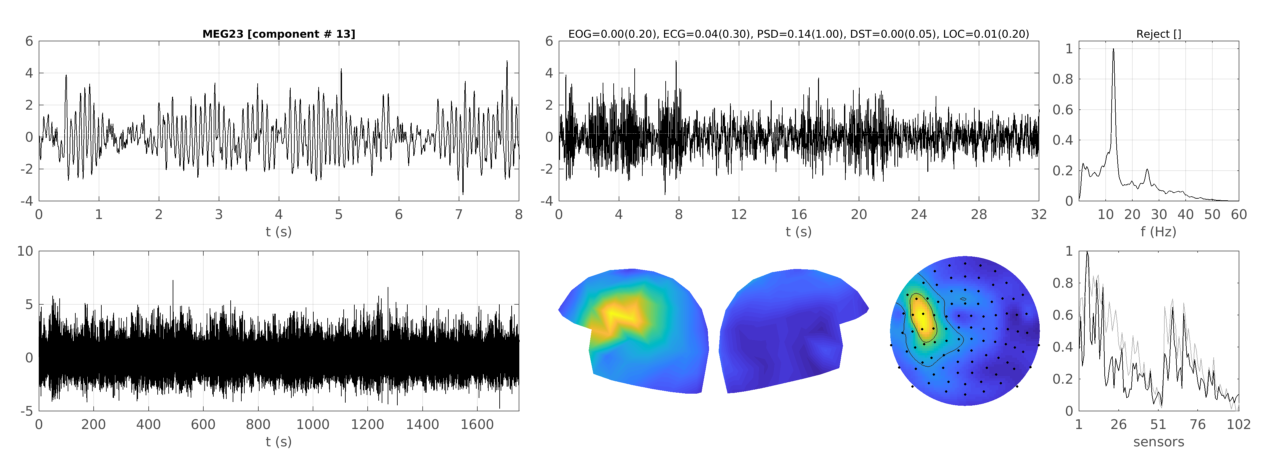 MEG23 [component # 13]
6
4
2
0
-2
-4
0 1 2 3 4 5 6 7 8
t (s)
EOG=0.00(0.20), ECG=0.04(0.30), PSD=0.14(1.00), DST=0.00(0.05), LOC=0.01(0.20)
6
4
2
0
-2
-4
0 4 8 12 16 20 24 28 32
t (s)
Reject []
1
0.8
0.6
0.4
0.2
0
10 20 30 40 50 60
f (Hz)
10
5
0
-5
0 200 400 600 800 1000 1200 1400 1600
t (s)
1
0.8
0.6
0.4
0.2
0
1 26 51 76 102
sensors